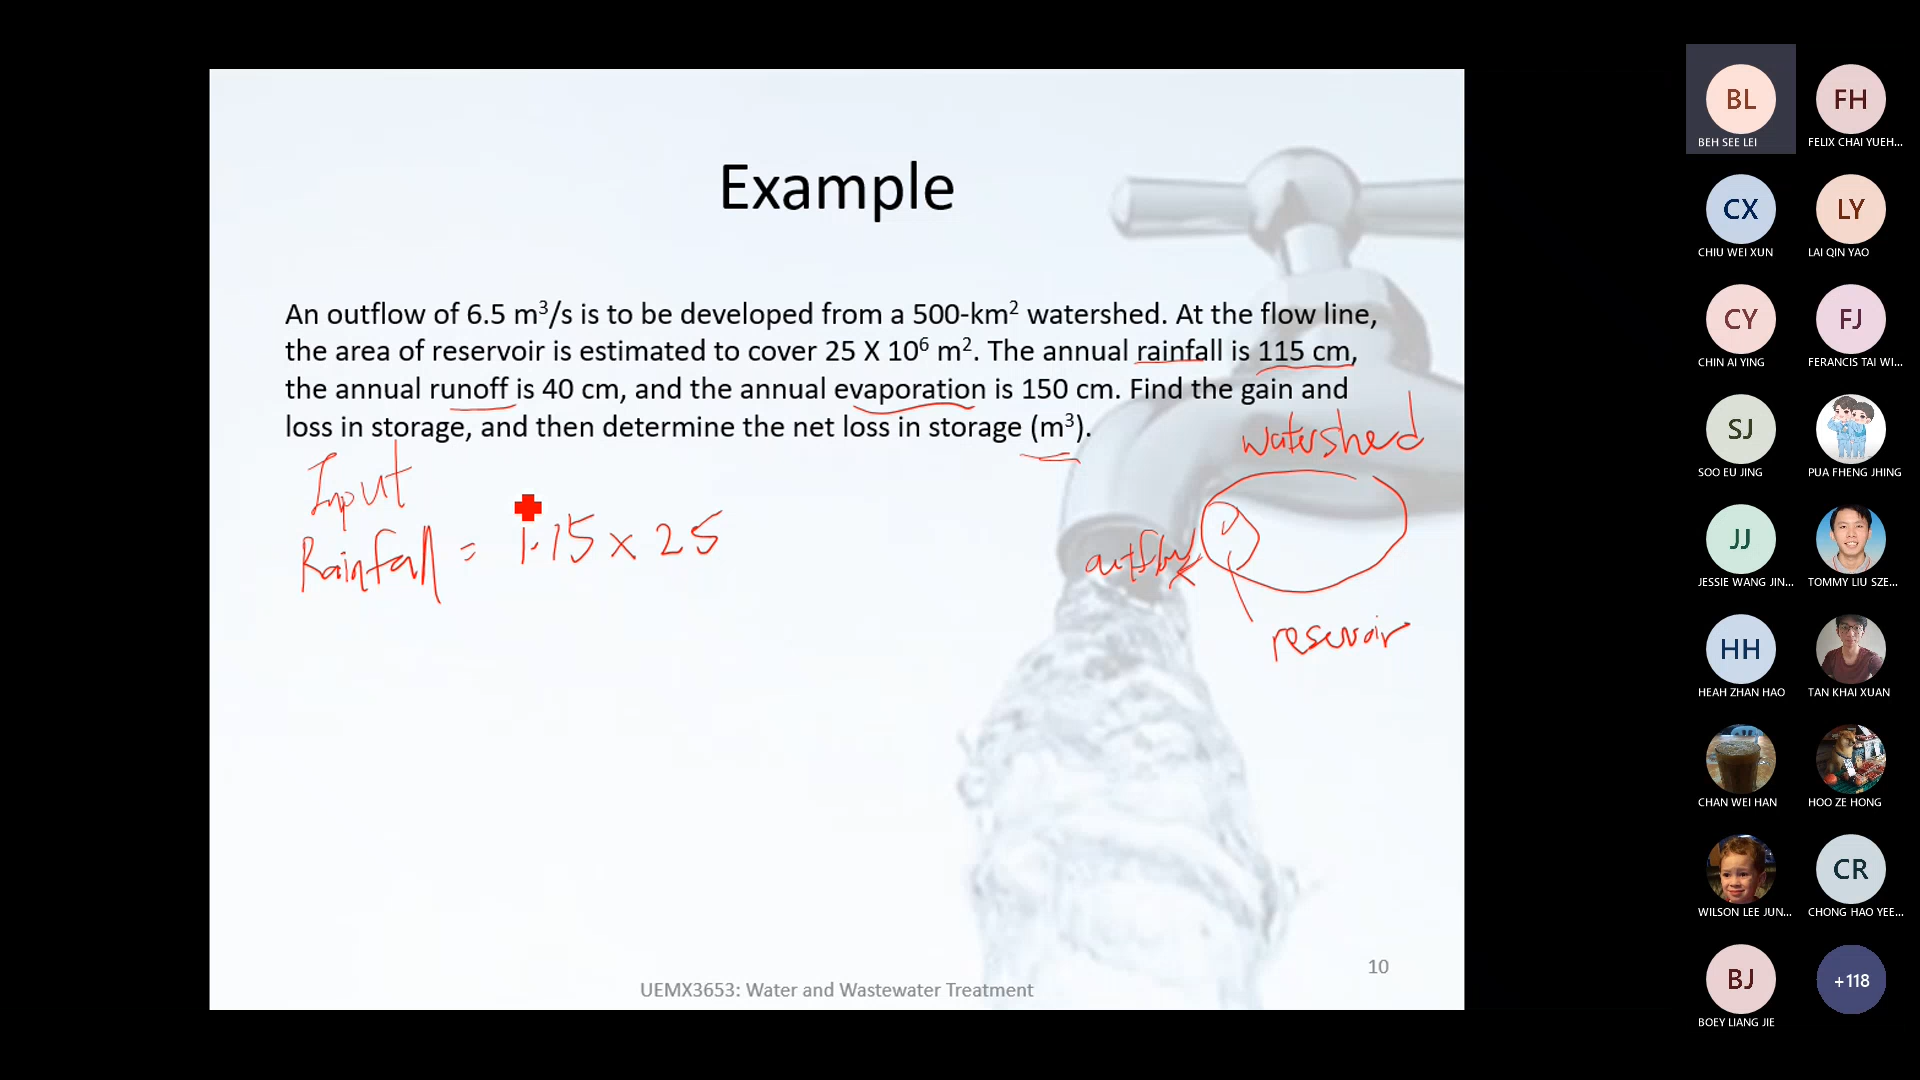 Example
An outflow of 6.5 m³/s is to be developed from a 500-km² watershed. At the flow line,
the area of reservoir is estimated to cover 25 X 10⁶ m². The annual rainfall is 115 cm,
the annual runoff is 40 cm, and the annual evaporation is 150 cm. Find the gain and
loss in storage, and then determine the net loss in storage (m³).
watershed
Input
Rainfall = 1.15 x 25
outflow
reservoir
10
UEMX3653: Water and Wastewater Treatment
BL
BEH SEE LEI
FH
FELIX CHAI YUEH...
CX
CHIU WEI XUN
LY
LAI QIN YAO
CY
CHIN AI YING
FJ
FERANCIS TAI WI...
SJ
SOO EU JING
PUA FHENG JHING
JJ
JESSIE WANG JIN...
TOMMY LIU SZE...
HH
HEAH ZHAN HAO
TAN KHAI XUAN
CHAN WEI HAN
HOO ZE HONG
WILSON LEE JUN...
CR
CHONG HAO YEE...
BJ
BOEY LIANG JIE
+118